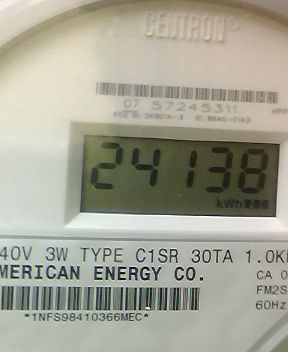 CENTRON®
07 57245311
24138
kWh
40V 3W TYPE C1SR 30TA 1.0K
MERICAN ENERGY CO.
CA 0
FM2S
60Hz
*1NFS98410366MEC*